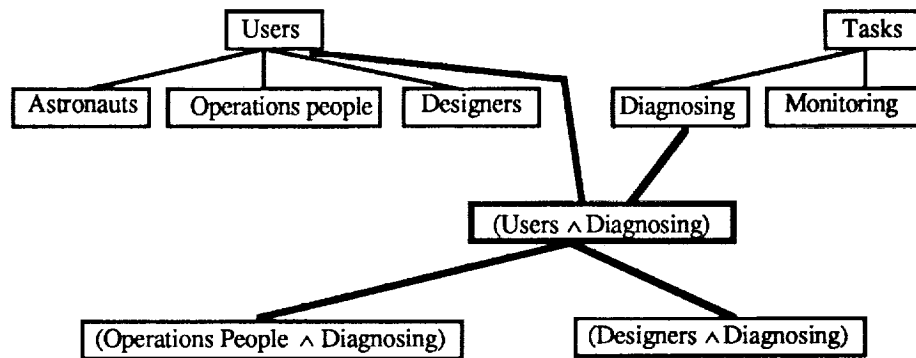 Users
Tasks
Astronauts
Operations people
Designers
Diagnosing
Monitoring
(Users ∧ Diagnosing)
(Operations People ∧ Diagnosing)
(Designers ∧ Diagnosing)